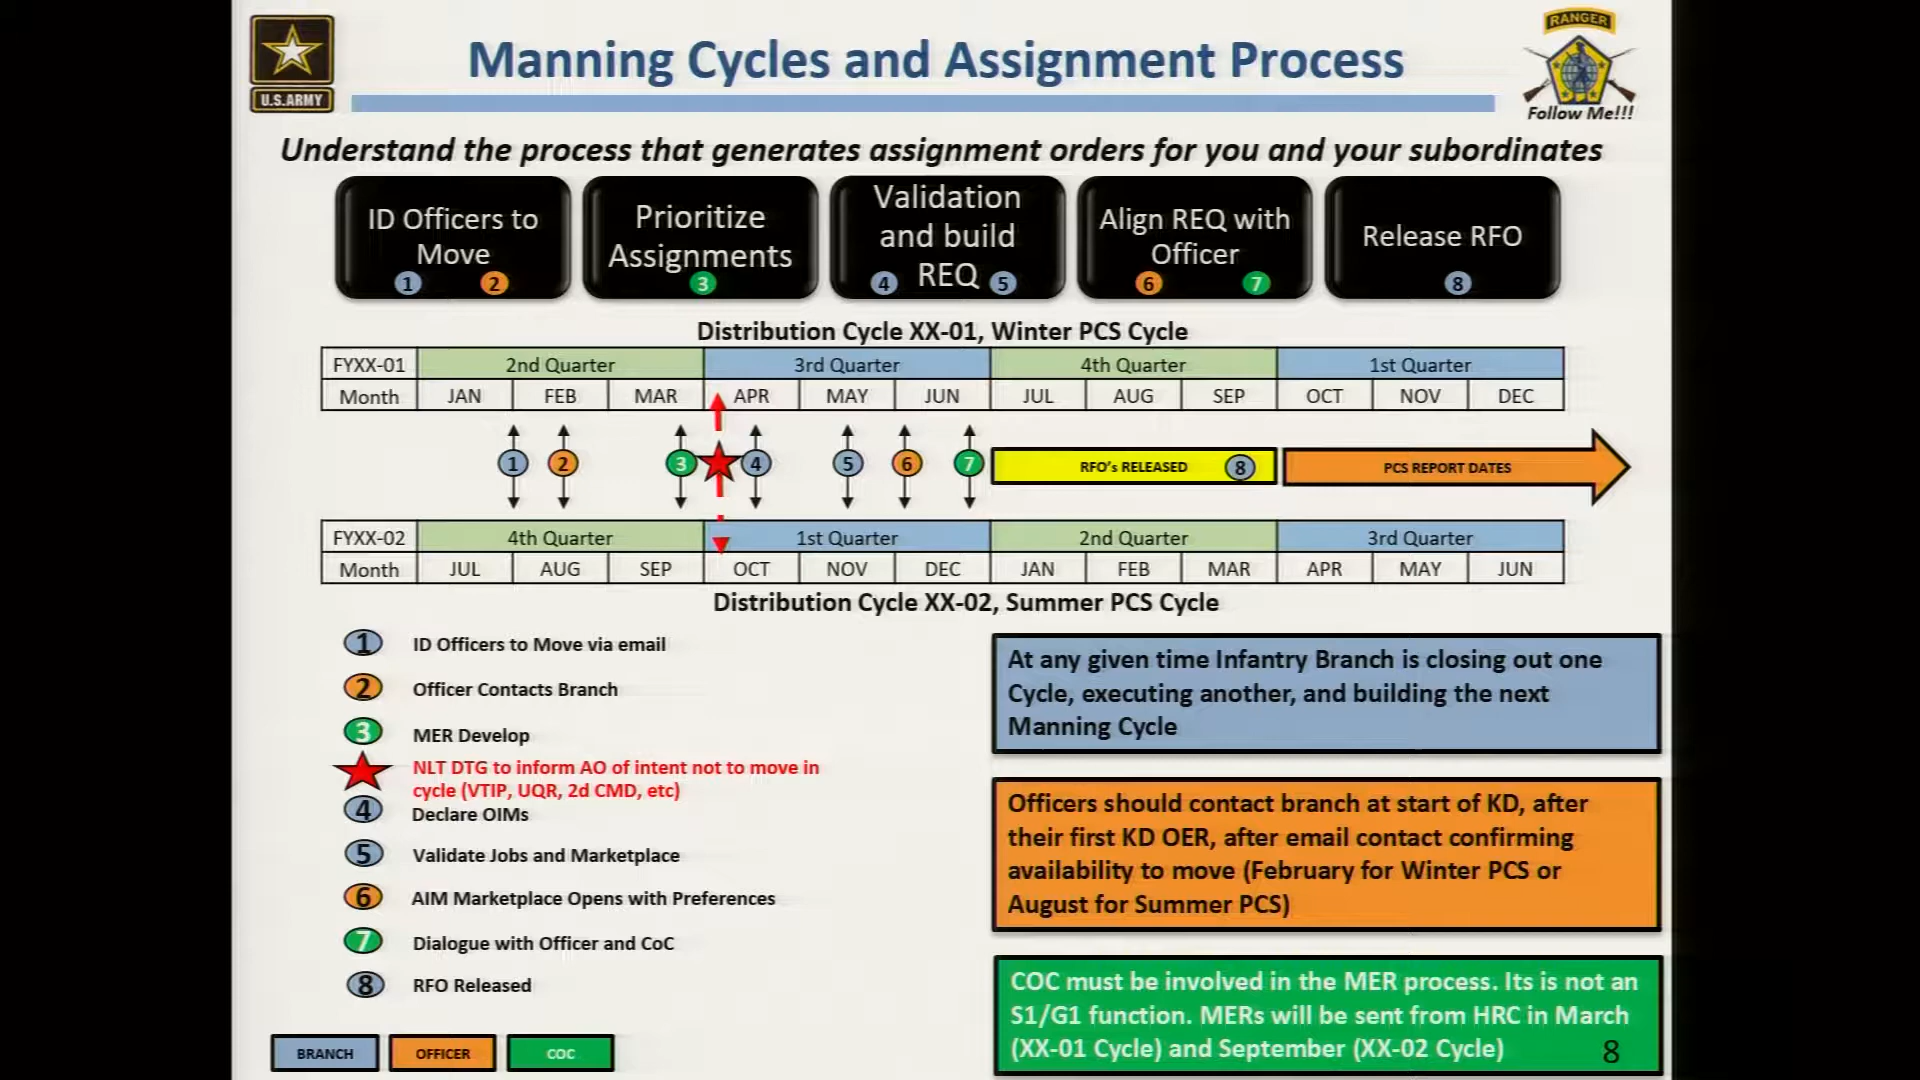 U.S.ARMY
Manning Cycles and Assignment Process
RANGER
Follow Me!!!
Understand the process that generates assignment orders for you and your subordinates
ID Officers to
Move
1 2
Prioritize
Assignments
3
Validation
and build
REQ
4 5
Align REQ with
Officer
6 7
Release RFO
8
Distribution Cycle XX-01, Winter PCS Cycle
FYXX-01 2nd Quarter 3rd Quarter 4th Quarter 1st Quarter
Month JAN FEB MAR APR MAY JUN JUL AUG SEP OCT NOV DEC
1 2 3 4 5 6 7 RFO's RELEASED 8 PCS REPORT DATES
FYXX-02 4th Quarter 1st Quarter 2nd Quarter 3rd Quarter
Month JUL AUG SEP OCT NOV DEC JAN FEB MAR APR MAY JUN
Distribution Cycle XX-02, Summer PCS Cycle
1 ID Officers to Move via email
2 Officer Contacts Branch
3 MER Develop
NLT DTG to inform AO of intent not to move in
cycle (VTIP, UQR, 2d CMD, etc)
4 Declare OIMs
5 Validate Jobs and Marketplace
6 AIM Marketplace Opens with Preferences
7 Dialogue with Officer and CoC
8 RFO Released
BRANCH OFFICER COC
At any given time Infantry Branch is closing out one
Cycle, executing another, and building the next
Manning Cycle
Officers should contact branch at start of KD, after
their first KD OER, after email contact confirming
availability to move (February for Winter PCS or
August for Summer PCS)
COC must be involved in the MER process. Its is not an
S1/G1 function. MERs will be sent from HRC in March
(XX-01 Cycle) and September (XX-02 Cycle)
8